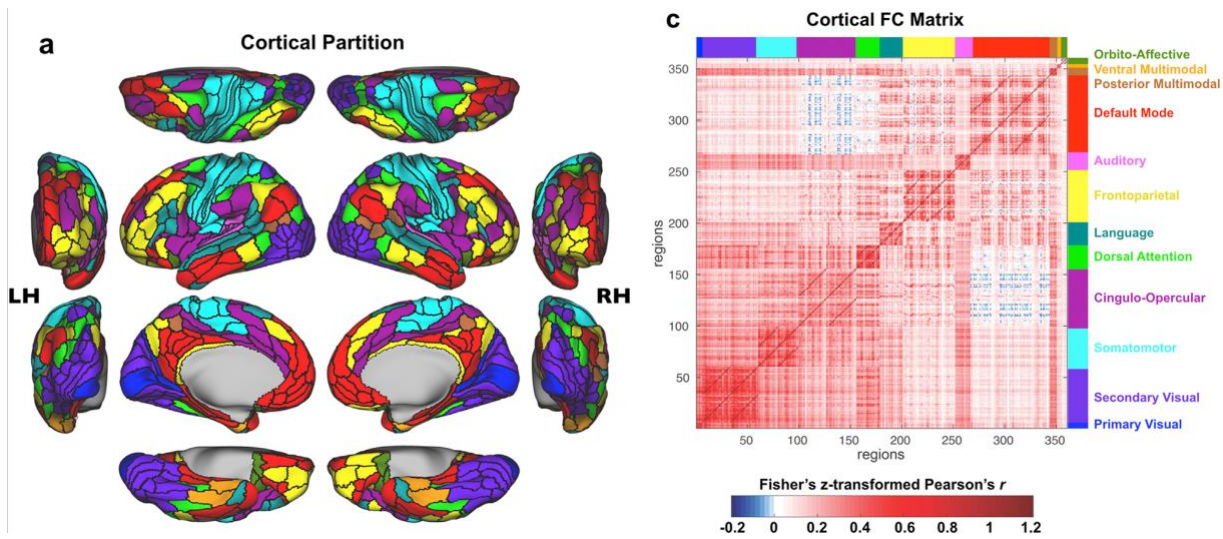 a
Cortical Partition
LH
RH
c
Cortical FC Matrix
regions
350
300
250
200
150
100
50
50
100
150
200
250
300
350
regions
Orbito-Affective
Ventral Multimodal
Posterior Multimodal
Default Mode
Auditory
Frontoparietal
Language
Dorsal Attention
Cingulo-Opercular
Somatomotor
Secondary Visual
Primary Visual
Fisher's z-transformed Pearson's r
-0.2 0 0.2 0.4 0.6 0.8 1 1.2